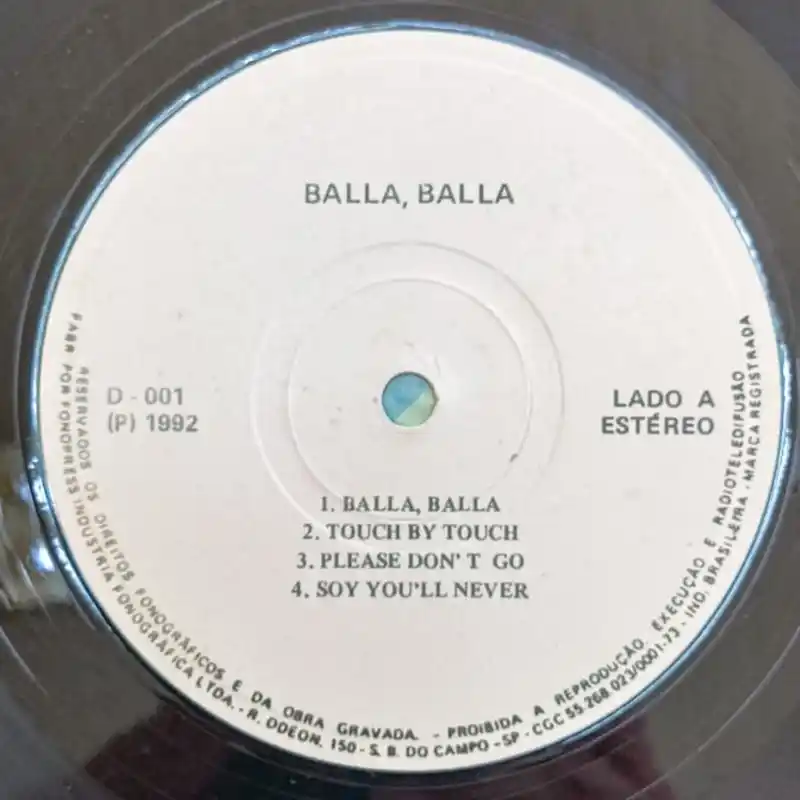 BALLA, BALLA
D - 001
(P) 1992
LADO A
ESTÉREO
1. BALLA, BALLA
2. TOUCH BY TOUCH
3. PLEASE DON'T GO
4. SOY YOU'LL NEVER
RESERVADOS OS DIREITOS FONOGRÁFICOS E DA OBRA GRAVADA. - PROIBIDA A REPRODUÇÃO, EXECUÇÃO E RADIOTELEDIFUSÃO
FABR POR FONOPRESS INDUSTRIA FONOGRÁFICA LTDA. - R. ODEON, 150 - S. B. DO CAMPO - SP - CGC 55.268.023/0001-73 - IND. BRASILEIRA - MARCA REGISTRADA